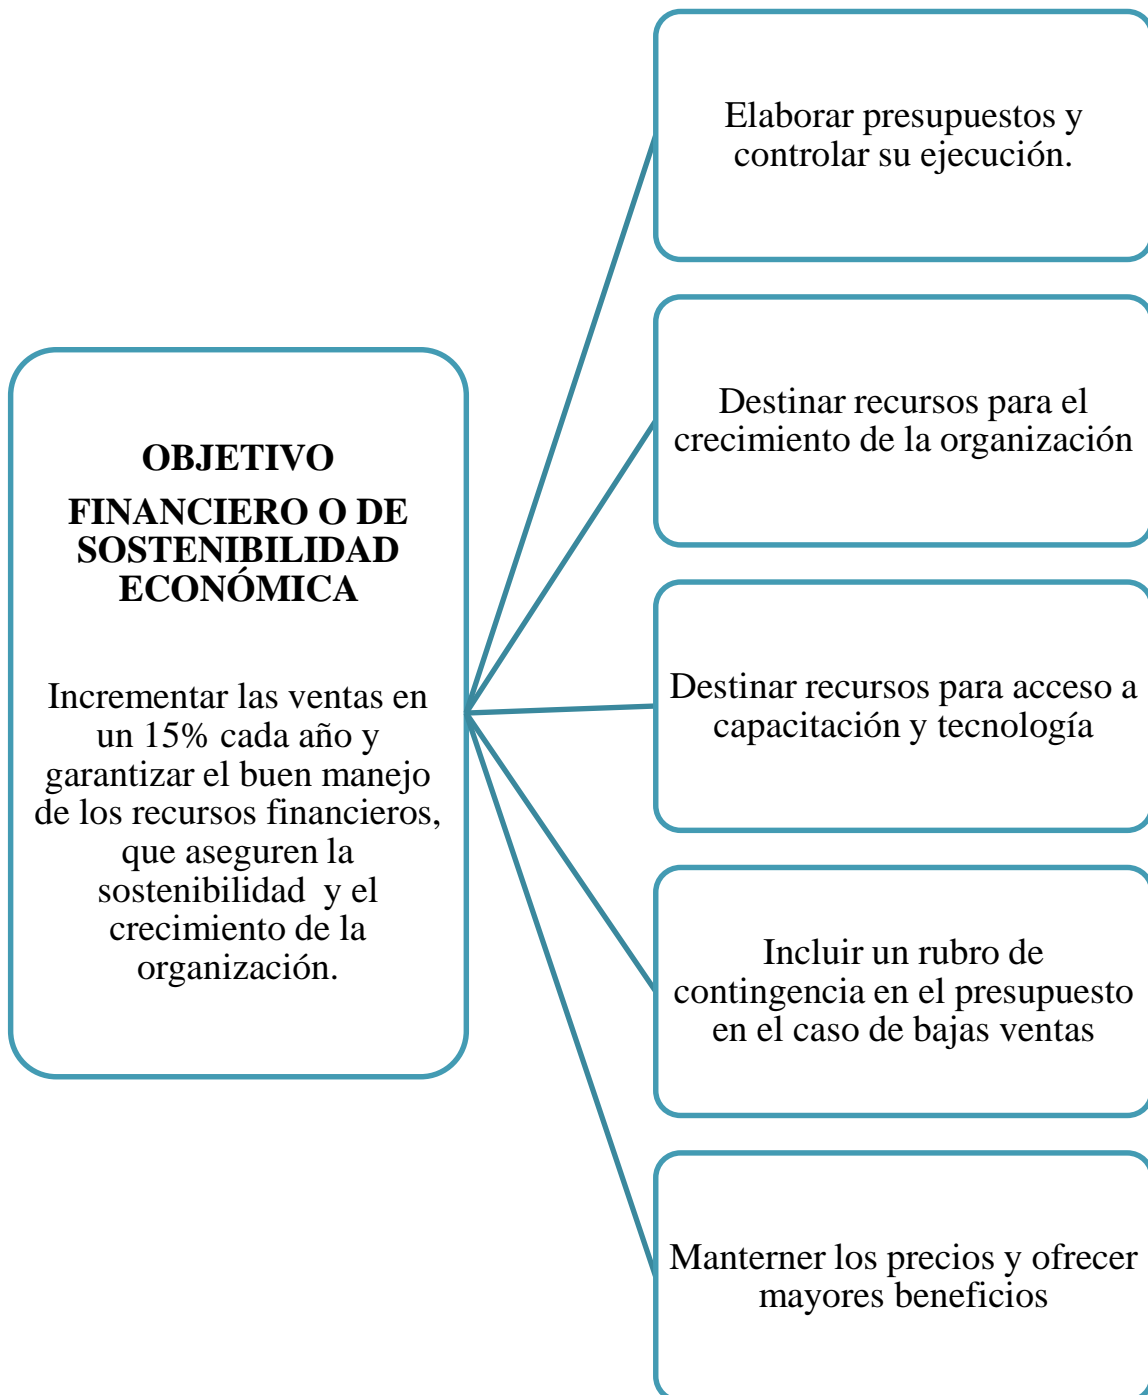 OBJETIVO
FINANCIERO O DE
SOSTENIBILIDAD
ECONÓMICA
Incrementar las ventas en
un 15% cada año y
garantizar el buen manejo
de los recursos financieros,
que aseguren la
sostenibilidad y el
crecimiento de la
organización.
Elaborar presupuestos y
controlar su ejecución.
Destinar recursos para el
crecimiento de la organización
Destinar recursos para acceso a
capacitación y tecnología
Incluir un rubro de
contingencia en el presupuesto
en el caso de bajas ventas
Manterner los precios y ofrecer
mayores beneficios